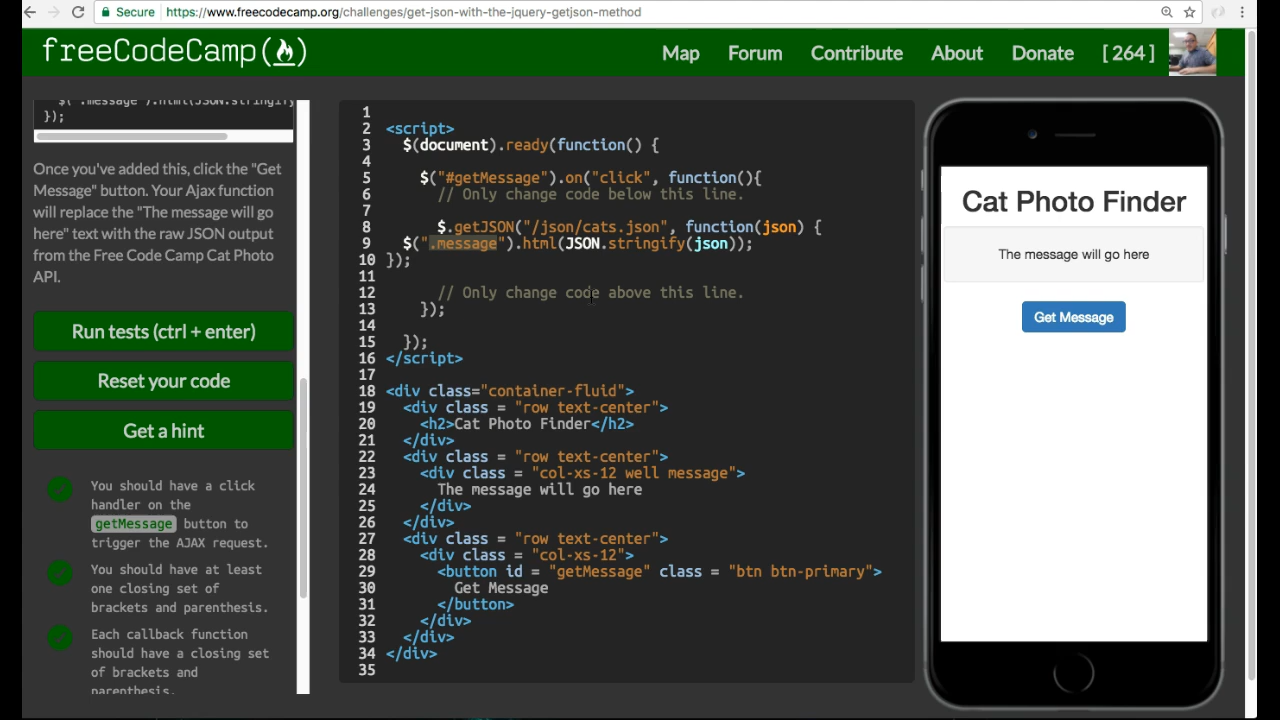 Secure https://www.freecodecamp.org/challenges/get-json-with-the-jquery-getjson-method
freeCodeCamp
Map Forum Contribute About Donate [ 264 ]
$(".message").html(JSON.stringify
});
Once you've added this, click the "Get
Message" button. Your Ajax function
will replace the "The message will go
here" text with the raw JSON output
from the Free Code Camp Cat Photo
API.
Run tests (ctrl + enter)
Reset your code
Get a hint
You should have a click
handler on the
getMessage button to
trigger the AJAX request.
You should have at least
one closing set of
brackets and parenthesis.
Each callback function
should have a closing set
of brackets and
parenthesis.
1
2 <script>
3 $(document).ready(function() {
4
5 $("#getMessage").on("click", function(){
6 // Only change code below this line.
7
8 $.getJSON("/json/cats.json", function(json) {
9 $(".message").html(JSON.stringify(json));
10 });
11
12 // Only change code above this line.
13 });
14
15 });
16 </script>
17
18 <div class="container-fluid">
19 <div class = "row text-center">
20 <h2>Cat Photo Finder</h2>
21 </div>
22 <div class = "row text-center">
23 <div class = "col-xs-12 well message">
24 The message will go here
25 </div>
26 </div>
27 <div class = "row text-center">
28 <div class = "col-xs-12">
29 <button id = "getMessage" class = "btn btn-primary">
30 Get Message
31 </button>
32 </div>
33 </div>
34 </div>
35
Cat Photo Finder
The message will go here
Get Message